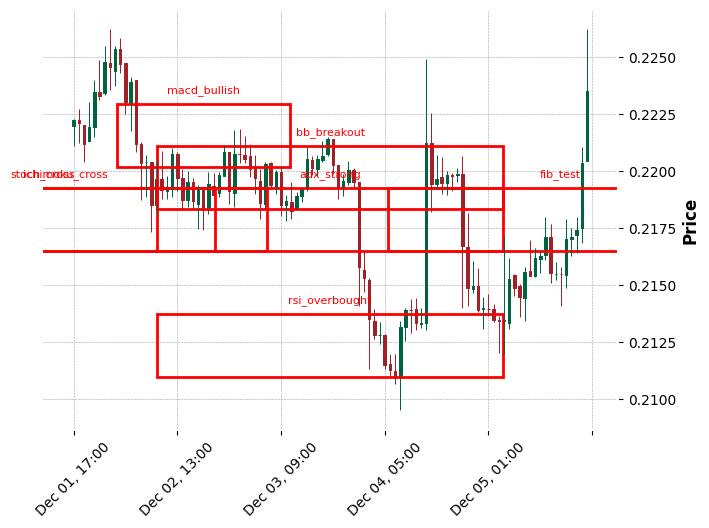 macd_bullish
bb_breakout
adx_strong
fib_test
rsi_overbought
0.2250
0.2225
0.2200
0.2175
0.2150
0.2125
0.2100
Price
Dec 01, 17:00
Dec 02, 13:00
Dec 03, 09:00
Dec 04, 05:00
Dec 05, 01:00